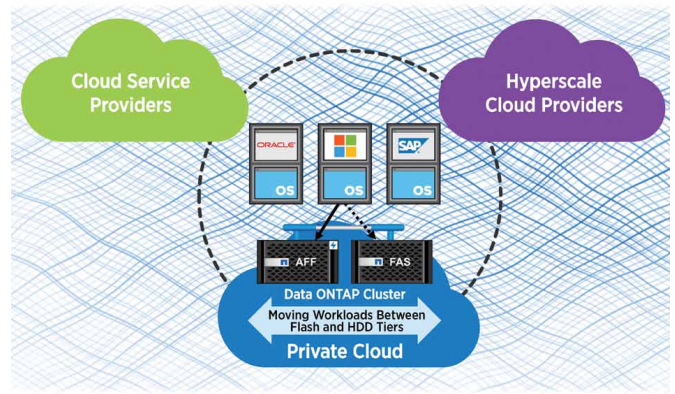 Cloud Service
Providers
Hyperscale
Cloud Providers
ORACLE
SAP
OS
OS
OS
AFF
FAS
Data ONTAP Cluster
Moving Workloads Between
Flash and HDD Tiers
Private Cloud